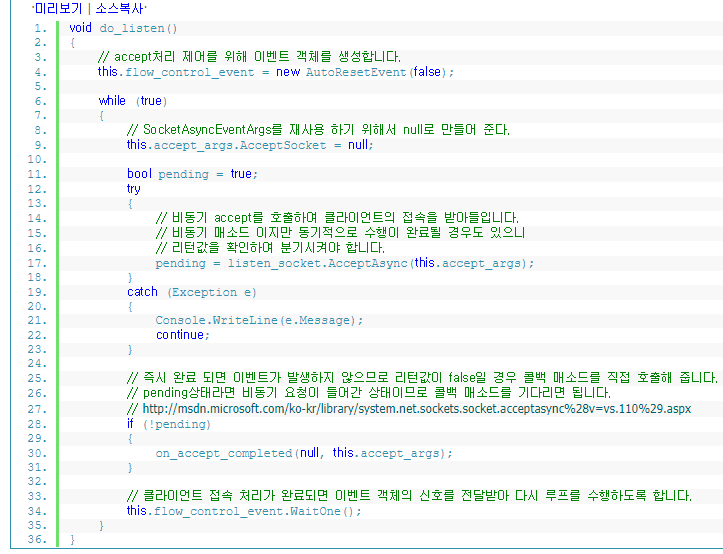 미리보기 | 소스복사
1. void do_listen()
2. {
3. // accept처리 제어를 위해 이벤트 객체를 생성합니다.
4. this.flow_control_event = new AutoResetEvent(false);
5.
6. while (true)
7. {
8. // SocketAsyncEventArgs를 재사용 하기 위해서 null로 만들어 준다.
9. this.accept_args.AcceptSocket = null;
10.
11. bool pending = true;
12. try
13. {
14. // 비동기 accept를 호출하여 클라이언트의 접속을 받아들입니다.
15. // 비동기 매소드 이지만 동기적으로 수행이 완료될 경우도 있으니
16. // 리턴값을 확인하여 분기시켜야 합니다.
17. pending = listen_socket.AcceptAsync(this.accept_args);
18. }
19. catch (Exception e)
20. {
21. Console.WriteLine(e.Message);
22. continue;
23. }
24.
25. // 즉시 완료 되면 이벤트가 발생하지 않으므로 리턴값이 false일 경우 콜백 매소드를 직접 호출해 줍니다.
26. // pending상태라면 비동기 요청이 들어간 상태이므로 콜백 매소드를 기다리면 됩니다.
27. // http://msdn.microsoft.com/ko-kr/library/system.net.sockets.socket.acceptasync%28v=vs.110%29.aspx
28. if (!pending)
29. {
30. on_accept_completed(null, this.accept_args);
31. }
32.
33. // 클라이언트 접속 처리가 완료되면 이벤트 객체의 신호를 전달받아 다시 루프를 수행하도록 합니다.
34. this.flow_control_event.WaitOne();
35. }
36. }